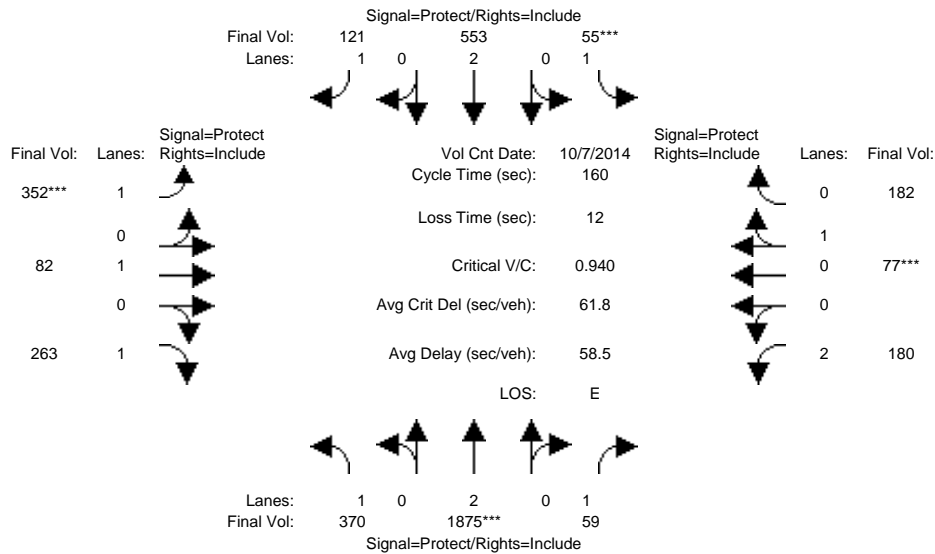 Signal=Protect/Rights=Include
Final Vol: 121 553 55***
Lanes: 1 0 2 0 1
Signal=Protect Signal=Protect
Final Vol: Lanes: Rights=Include Vol Cnt Date: 10/7/2014 Rights=Include Lanes: Final Vol:
Cycle Time (sec): 160
352*** 1 0 182
Loss Time (sec): 12
0 1
82 1 Critical V/C: 0.940 0 77***
0 Avg Crit Del (sec/veh): 61.8 0
263 1 Avg Delay (sec/veh): 58.5 2 180
LOS: E
Lanes: 1 0 2 0 1
Final Vol: 370 1875*** 59
Signal=Protect/Rights=Include